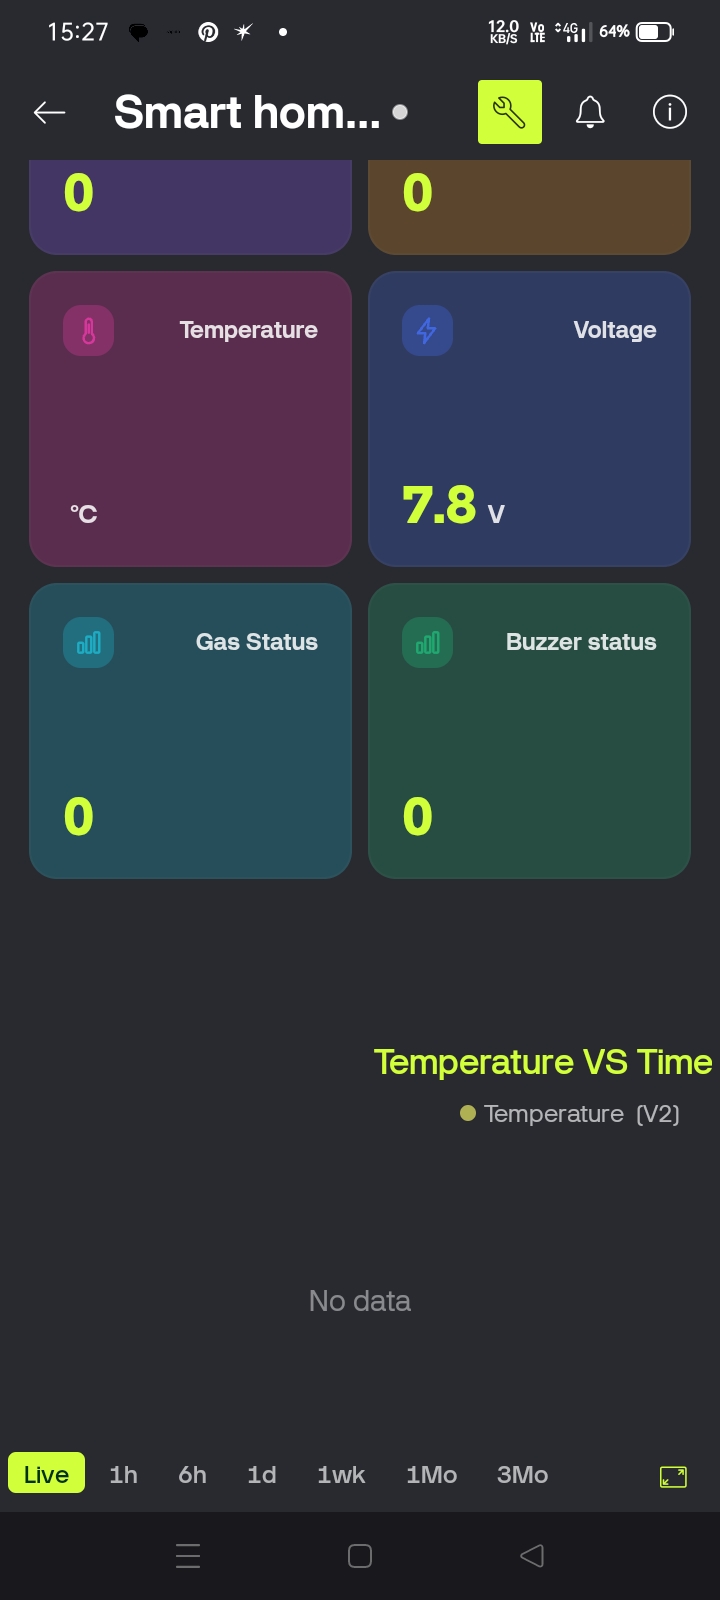 15:27
12.0 KB/S Vo LTE 4G 64%
Smart hom...
0
0
Temperature
Voltage
°C
7.8 V
Gas Status
Buzzer status
0
0
Temperature VS Time
Temperature (V2)
No data
Live 1h 6h 1d 1wk 1Mo 3Mo